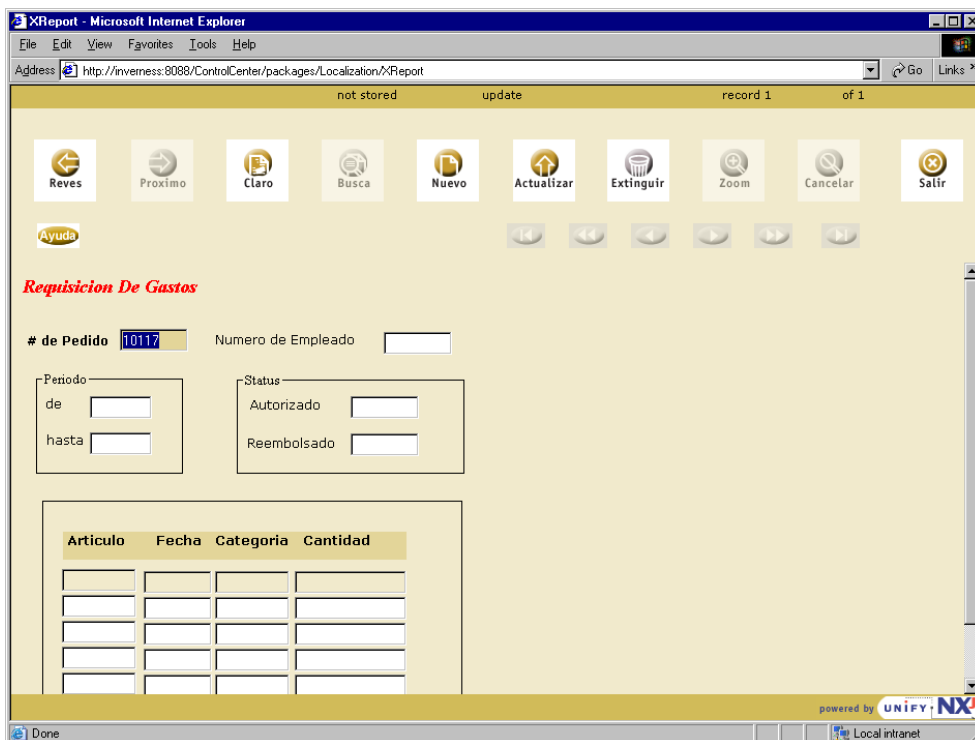 XReport - Microsoft Internet Explorer
File Edit View Favorites Tools Help
Address http://inverness:8088/ControlCenter/packages/Localization/XReport Go Links
not stored update record 1 of 1
Reves Proximo Claro Busca Nuevo Actualizar Extinguir Zoom Cancelar Salir
Ayuda
Requisicion De Gastos
# de Pedido 10117 Numero de Empleado
Periodo Status
de Autorizado
hasta Reembolsado
Articulo Fecha Categoria Cantidad
powered by UNIFY NXJ
Done Local intranet